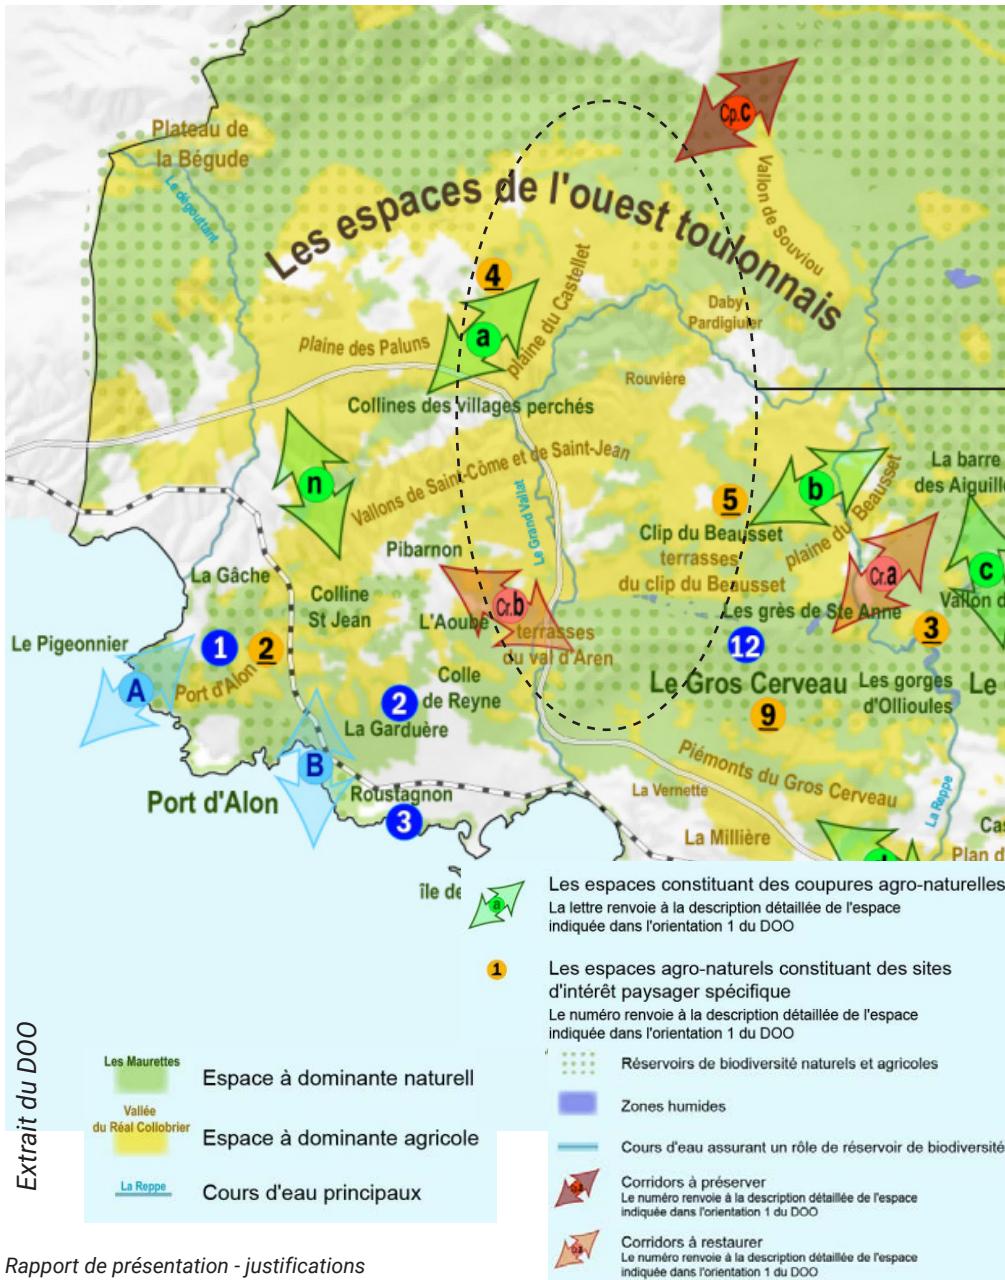 Plateau de
la Bégude
Le dégouttant
Cp.c
Vallon de Souviou
Les espaces de l'ouest toulonnais
4
a
plaine du Castellet
plaine des Paluns
Daby
Pardiguier
Rouvière
Collines des villages perchés
n
Vallons de Saint-Côme et de Saint-Jean
Le Grand Vallat
5
b
plaine du Beausset
La barre
des Aiguille
Clip du Beausset
terrasses
du clip du Beausset
Pibarnon
La Gâche
Colline
St Jean
Cr.b
L'Aoube
terrasses
du val d'Aren
Cr.a
c
Vallon d
Les grès de Ste Anne
3
Le Pigeonnier
1
2
Port d'Alon
A
12
Colle
de Reyne
2
La Garduère
Le Gros Cerveau
9
Les gorges
d'Ollioules
Le
B
Port d'Alon
Roustagnon
3
Piémonts du Gros Cerveau
La Vernette
La Reppe
La Millière
Cas
Plan d
île de
a
Les espaces constituant des coupures agro-naturelles
La lettre renvoie à la description détaillée de l'espace
indiquée dans l'orientation 1 du DOO
1
Les espaces agro-naturels constituant des sites
d'intérêt paysager spécifique
Le numéro renvoie à la description détaillée de l'espace
indiquée dans l'orientation 1 du DOO
Extrait du DOO
Les Maurettes
Espace à dominante naturell
Vallée
du Réal Collobrier
Espace à dominante agricole
La Reppe
Cours d'eau principaux
Réservoirs de biodiversité naturels et agricoles
Zones humides
Cours d'eau assurant un rôle de réservoir de biodiversité
Corridors à préserver
Le numéro renvoie à la description détaillée de l'espace
indiquée dans l'orientation 1 du DOO
Corridors à restaurer
Le numéro renvoie à la description détaillée de l'espace
indiquée dans l'orientation 1 du DOO
Rapport de présentation - justifications